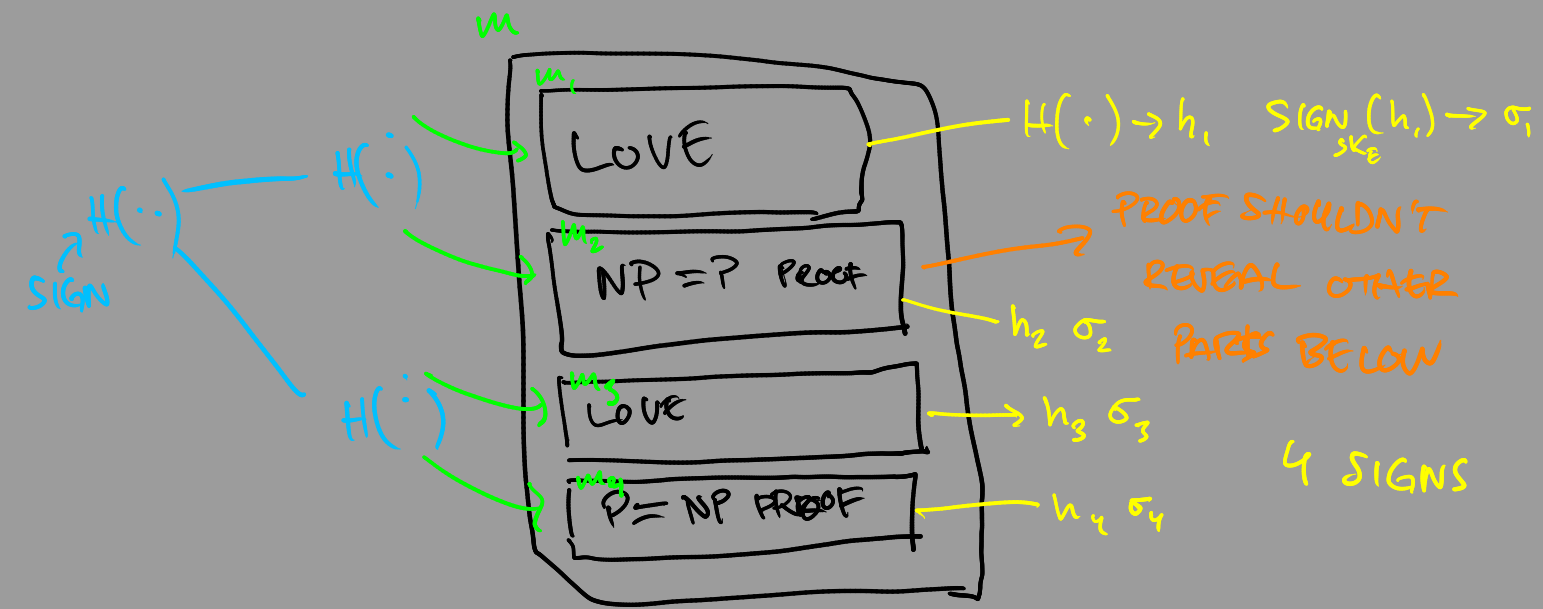 m
m₁
LOVE
H(·) → h₁ SIGN_SK_E(h₁) → σ₁
H(·)
H(··)
SIGN
PROOF SHOULDN'T
REVEAL OTHER
PARTS BELOW
m₂
NP = P PROOF
h₂ σ₂
m₃
LOVE
h₃ σ₃
H(·)
4 SIGNS
m₄
P = NP PROOF
h₄ σ₄